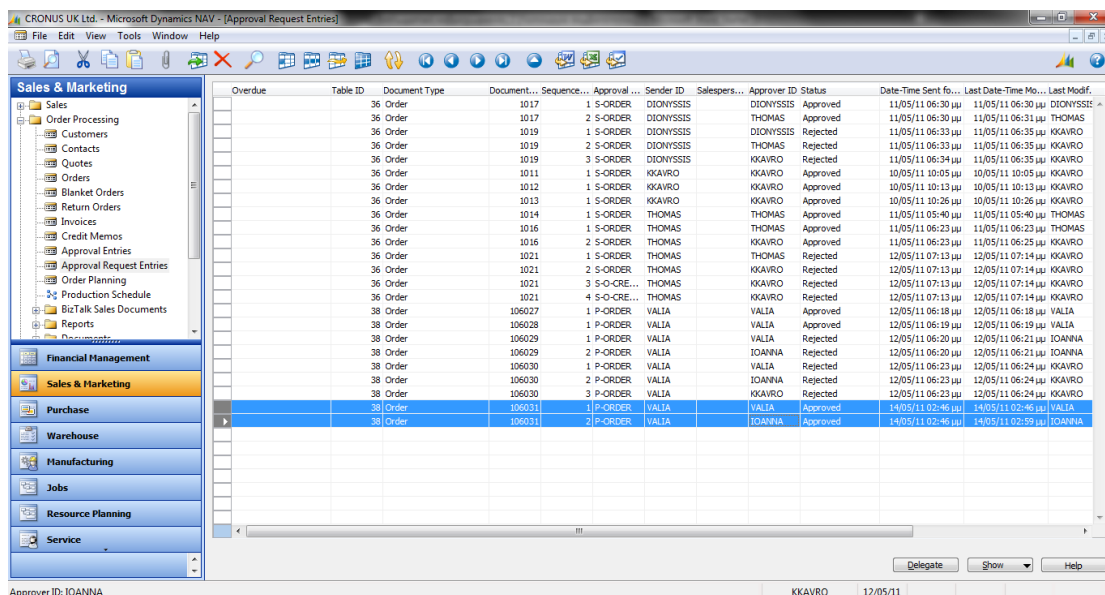 CRONUS UK Ltd. - Microsoft Dynamics NAV - [Approval Request Entries]
File Edit View Tools Window Help
Sales & Marketing
Sales
Order Processing
Customers
Contacts
Quotes
Orders
Blanket Orders
Return Orders
Invoices
Credit Memos
Approval Entries
Approval Request Entries
Order Planning
Production Schedule
BizTalk Sales Documents
Reports
Documents
Financial Management
Sales & Marketing
Purchase
Warehouse
Manufacturing
Jobs
Resource Planning
Service
Overdue Table ID Document Type Document... Sequence... Approval ... Sender ID Salespers... Approver ID Status Date-Time Sent fo... Last Date-Time Mo... Last Modif.
36 Order 1017 1 S-ORDER DIONYSSIS DIONYSSIS Approved 11/05/11 06:30 μμ 11/05/11 06:30 μμ DIONYSSIS
36 Order 1017 2 S-ORDER DIONYSSIS THOMAS Approved 11/05/11 06:30 μμ 11/05/11 06:31 μμ THOMAS
36 Order 1019 1 S-ORDER DIONYSSIS DIONYSSIS Rejected 11/05/11 06:33 μμ 11/05/11 06:35 μμ KKAVRO
36 Order 1019 2 S-ORDER DIONYSSIS THOMAS Rejected 11/05/11 06:33 μμ 11/05/11 06:35 μμ KKAVRO
36 Order 1019 3 S-ORDER DIONYSSIS KKAVRO Rejected 11/05/11 06:34 μμ 11/05/11 06:35 μμ KKAVRO
36 Order 1011 1 S-ORDER KKAVRO KKAVRO Approved 10/05/11 10:05 μμ 10/05/11 10:05 μμ KKAVRO
36 Order 1012 1 S-ORDER KKAVRO KKAVRO Approved 10/05/11 10:13 μμ 10/05/11 10:13 μμ KKAVRO
36 Order 1013 1 S-ORDER KKAVRO KKAVRO Approved 10/05/11 10:26 μμ 10/05/11 10:26 μμ KKAVRO
36 Order 1014 1 S-ORDER THOMAS THOMAS Approved 11/05/11 05:40 μμ 11/05/11 05:40 μμ THOMAS
36 Order 1016 1 S-ORDER THOMAS THOMAS Approved 11/05/11 06:23 μμ 11/05/11 06:23 μμ THOMAS
36 Order 1016 2 S-ORDER THOMAS KKAVRO Approved 11/05/11 06:23 μμ 11/05/11 06:25 μμ KKAVRO
36 Order 1021 1 S-ORDER THOMAS THOMAS Rejected 12/05/11 07:13 μμ 12/05/11 07:14 μμ KKAVRO
36 Order 1021 2 S-ORDER THOMAS KKAVRO Rejected 12/05/11 07:13 μμ 12/05/11 07:14 μμ KKAVRO
36 Order 1021 3 S-O-CRE... THOMAS KKAVRO Rejected 12/05/11 07:13 μμ 12/05/11 07:14 μμ KKAVRO
36 Order 1021 4 S-O-CRE... THOMAS KKAVRO Rejected 12/05/11 07:13 μμ 12/05/11 07:14 μμ KKAVRO
38 Order 106027 1 P-ORDER VALIA VALIA Approved 12/05/11 06:18 μμ 12/05/11 06:18 μμ VALIA
38 Order 106028 1 P-ORDER VALIA VALIA Approved 12/05/11 06:19 μμ 12/05/11 06:19 μμ VALIA
38 Order 106029 1 P-ORDER VALIA VALIA Rejected 12/05/11 06:20 μμ 12/05/11 06:21 μμ IOANNA
38 Order 106029 2 P-ORDER VALIA IOANNA Rejected 12/05/11 06:20 μμ 12/05/11 06:21 μμ IOANNA
38 Order 106030 1 P-ORDER VALIA VALIA Rejected 12/05/11 06:23 μμ 12/05/11 06:24 μμ KKAVRO
38 Order 106030 2 P-ORDER VALIA IOANNA Rejected 12/05/11 06:23 μμ 12/05/11 06:24 μμ KKAVRO
38 Order 106030 3 P-ORDER VALIA KKAVRO Rejected 12/05/11 06:23 μμ 12/05/11 06:24 μμ KKAVRO
38 Order 106031 1 P-ORDER VALIA VALIA Approved 14/05/11 02:46 μμ 14/05/11 02:46 μμ VALIA
38 Order 106031 2 P-ORDER VALIA IOANNA Approved 14/05/11 02:46 μμ 14/05/11 02:59 μμ IOANNA
Delegate Show Help
Approver ID: IOANNA KKAVRO 12/05/11